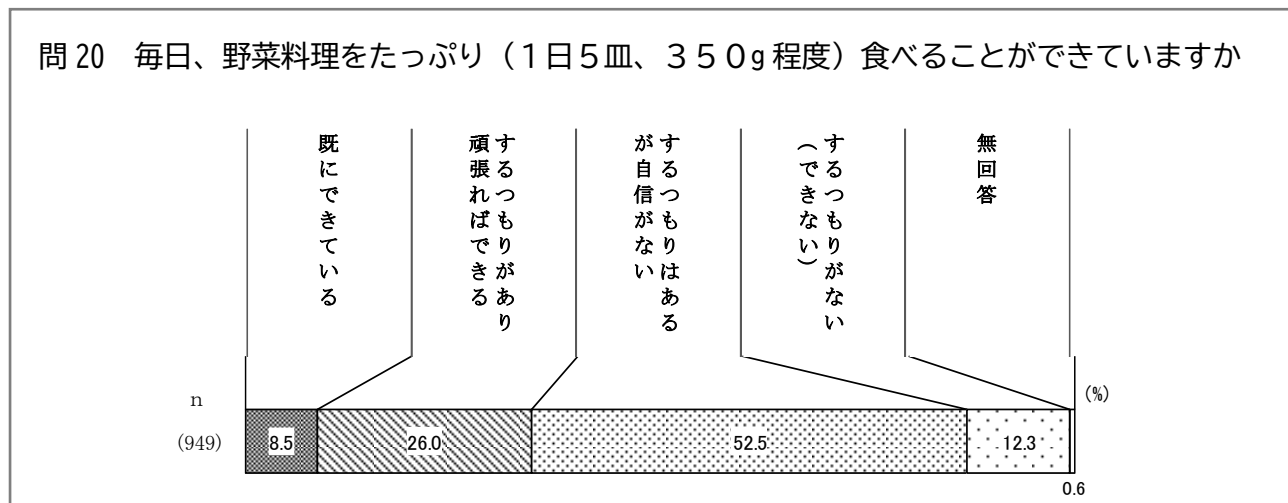 問20 毎日、野菜料理をたっぷり（１日５皿、３５０g程度）食べることができていますか
既にできている
するつもりがあり
頑張ればできる
するつもりはある
が自信がない
するつもりがない
（できない）
無回答
(%)
n
(949)
8.5
26.0
52.5
12.3
0.6